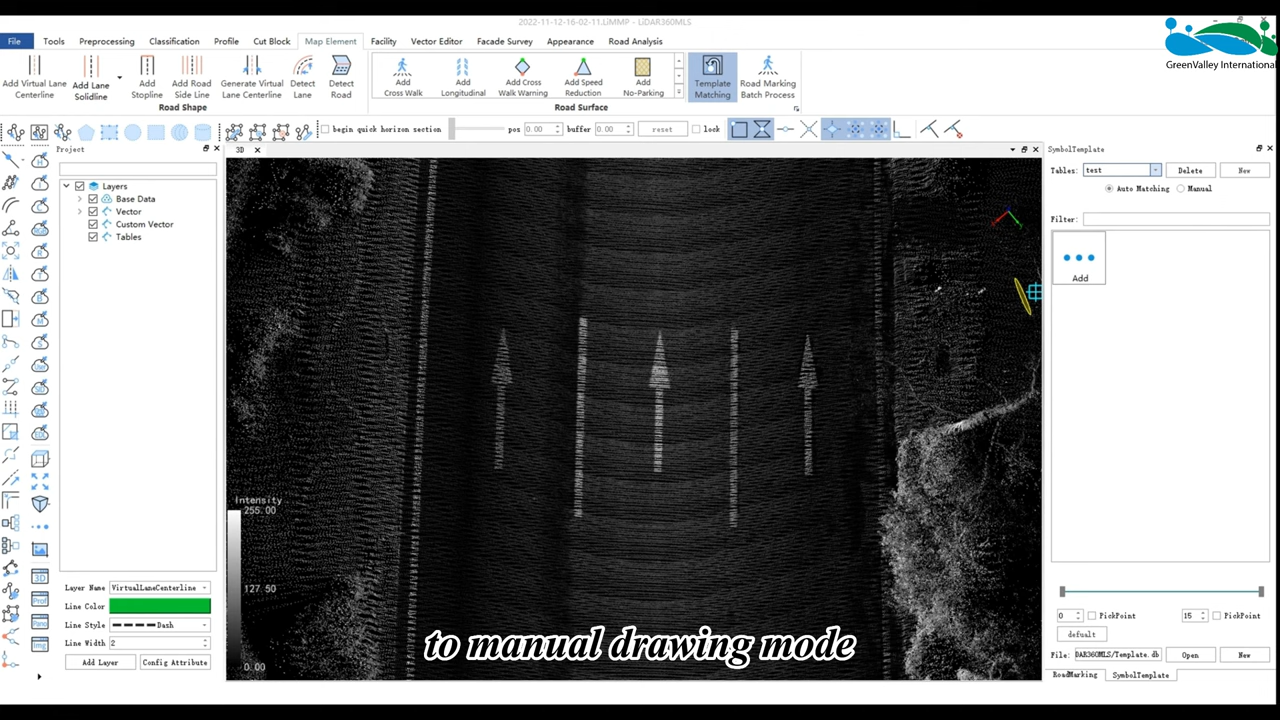 2022-11-12-16-02-11.LiMMP - LiDAR360MLS
GreenValley International
File Tools Preprocessing Classification Profile Cut Block Map Element Facility Vector Editor Facade Survey Appearance Road Analysis
Add Virtual Lane Centerline
Add Lane Solidline
Add Stopline
Add Road Side Line
Generate Virtual Lane Centerline
Detect Lane
Detect Road
Add Cross Walk
Add Longitudinal
Add Cross Walk Warning
Add Speed Reduction
Add No-Parking
Template Matching
Road Marking Batch Process
Road Shape
Road Surface
begin quick horizon section pos 0.00 buffer 0.00 reset lock
Project
3D
SymbolTemplate
Tables: test Delete New
Auto Matching Manual
Filter:
Add
Layers
Base Data
Vector
Custom Vector
Tables
Intensity
255.00
127.50
0.00
Layer Name VirtualLaneCenterline
Line Color
Line Style Dash
Line Width 2
Add Layer Config Attribute
3D
Prof
Pano
Img
0 PickPoint 15 PickPoint
defualt
File: DAR360MLS/Template.db Open New
RoadMarking SymbolTemplate
to manual drawing mode